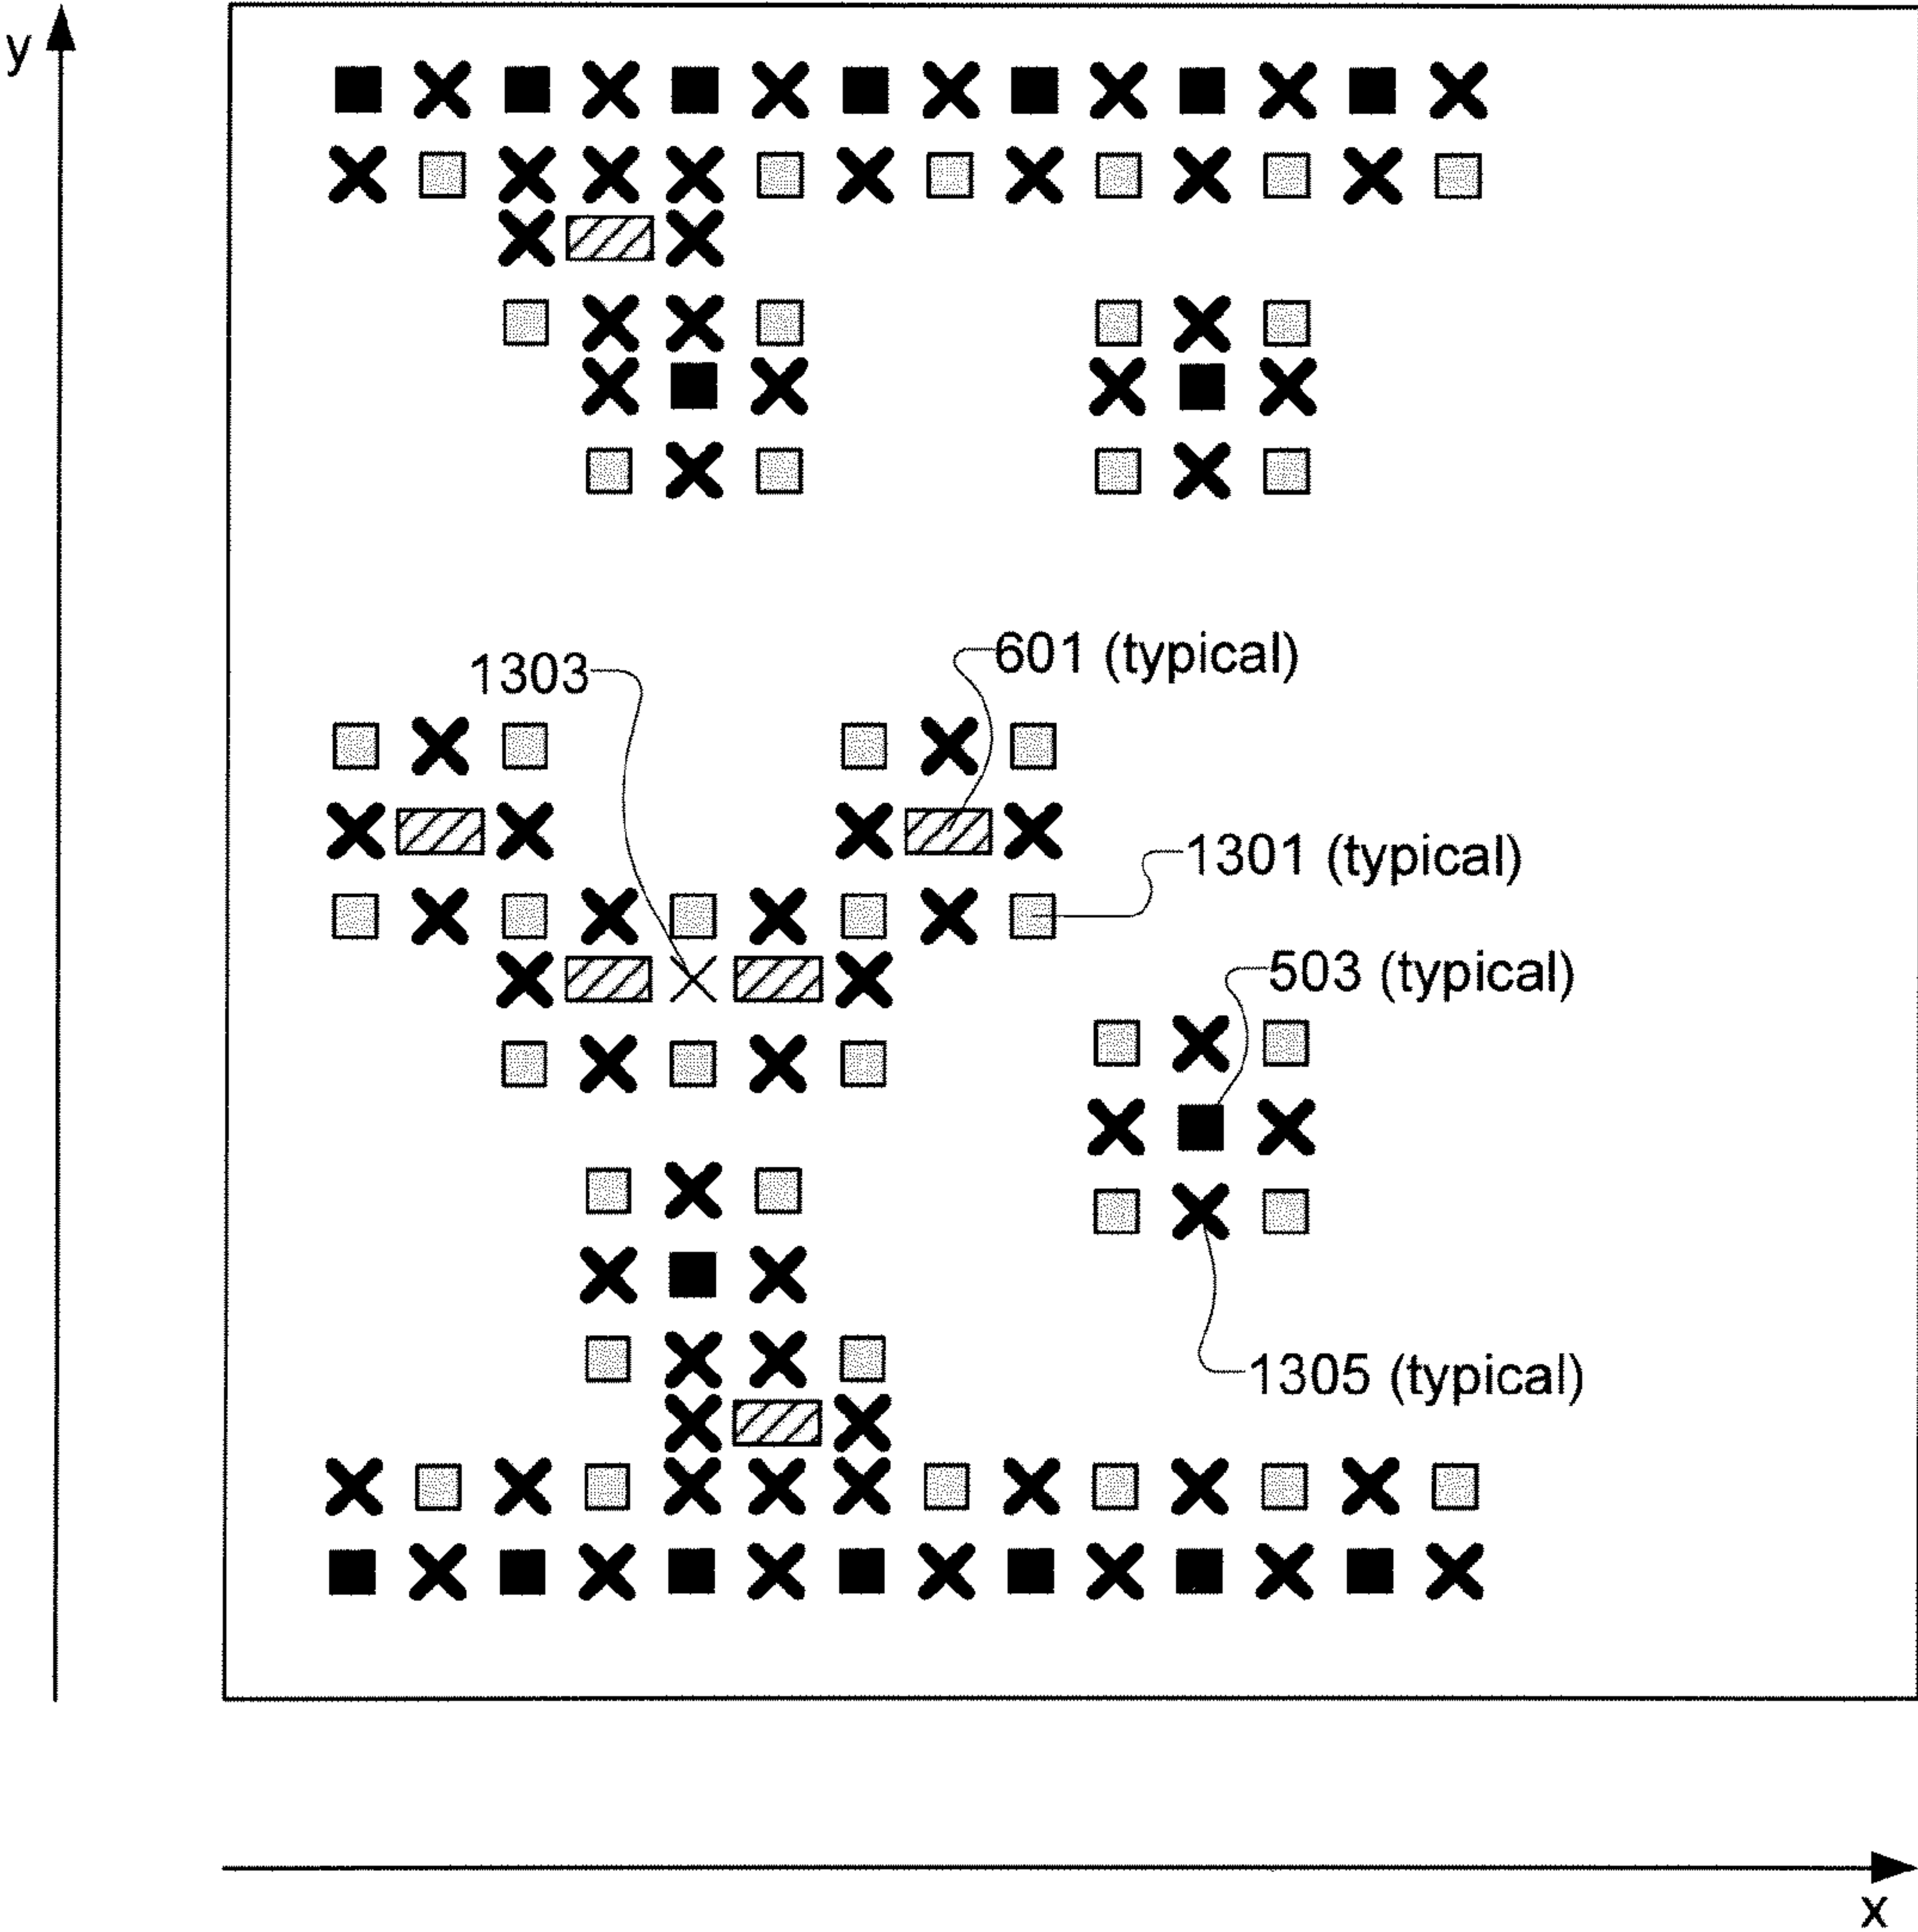 y
601 (typical)
1303
1301 (typical)
503 (typical)
1305 (typical)
x